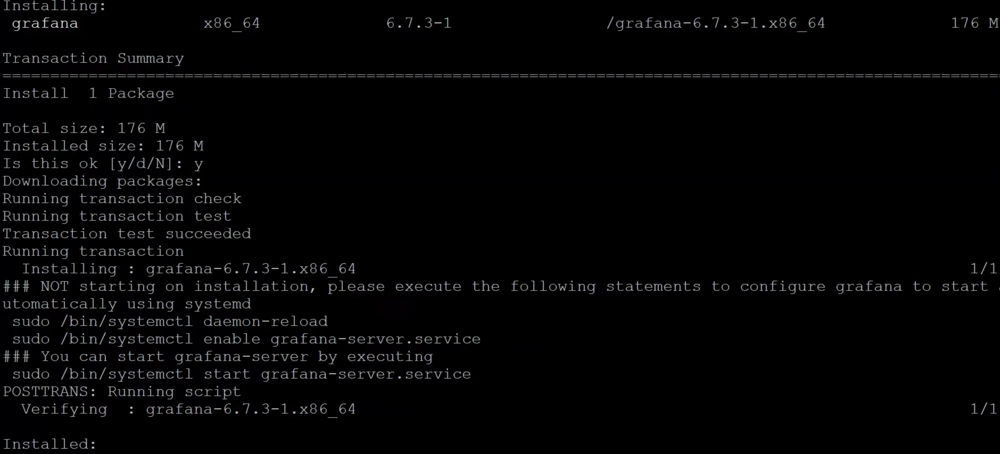 Installing:
 grafana x86_64 6.7.3-1 /grafana-6.7.3-1.x86_64 176 M

Transaction Summary
================================================================================
Install  1 Package

Total size: 176 M
Installed size: 176 M
Is this ok [y/d/N]: y
Downloading packages:
Running transaction check
Running transaction test
Transaction test succeeded
Running transaction
  Installing : grafana-6.7.3-1.x86_64 1/1
### NOT starting on installation, please execute the following statements to configure grafana to start a
utomatically using systemd
 sudo /bin/systemctl daemon-reload
 sudo /bin/systemctl enable grafana-server.service
### You can start grafana-server by executing
 sudo /bin/systemctl start grafana-server.service
POSTTRANS: Running script
  Verifying  : grafana-6.7.3-1.x86_64 1/1

Installed: